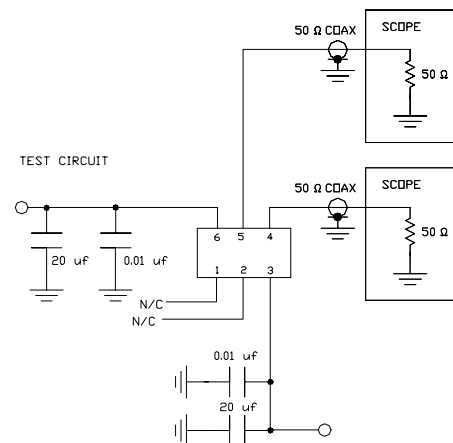 50 Ω COAX
SCOPE
50 Ω
TEST CIRCUIT
50 Ω COAX
SCOPE
50 Ω
6 5 4
20 uf
0.01 uf
1 2 3
N/C
N/C
0.01 uf
20 uf